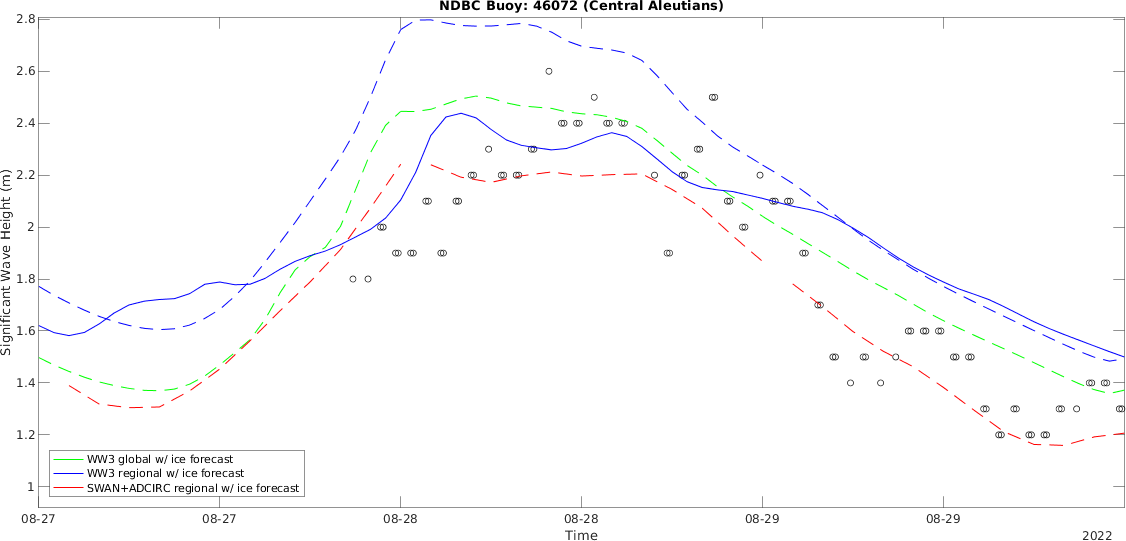 NDBC Buoy: 46072 (Central Aleutians)
2.8
2.6
2.4
2.2
2
1.8
1.6
1.4
1.2
1
Significant Wave Height (m)
WW3 global w/ ice forecast
WW3 regional w/ ice forecast
SWAN+ADCIRC regional w/ ice forecast
08-27 08-27 08-28 08-28 08-29 08-29
Time
2022